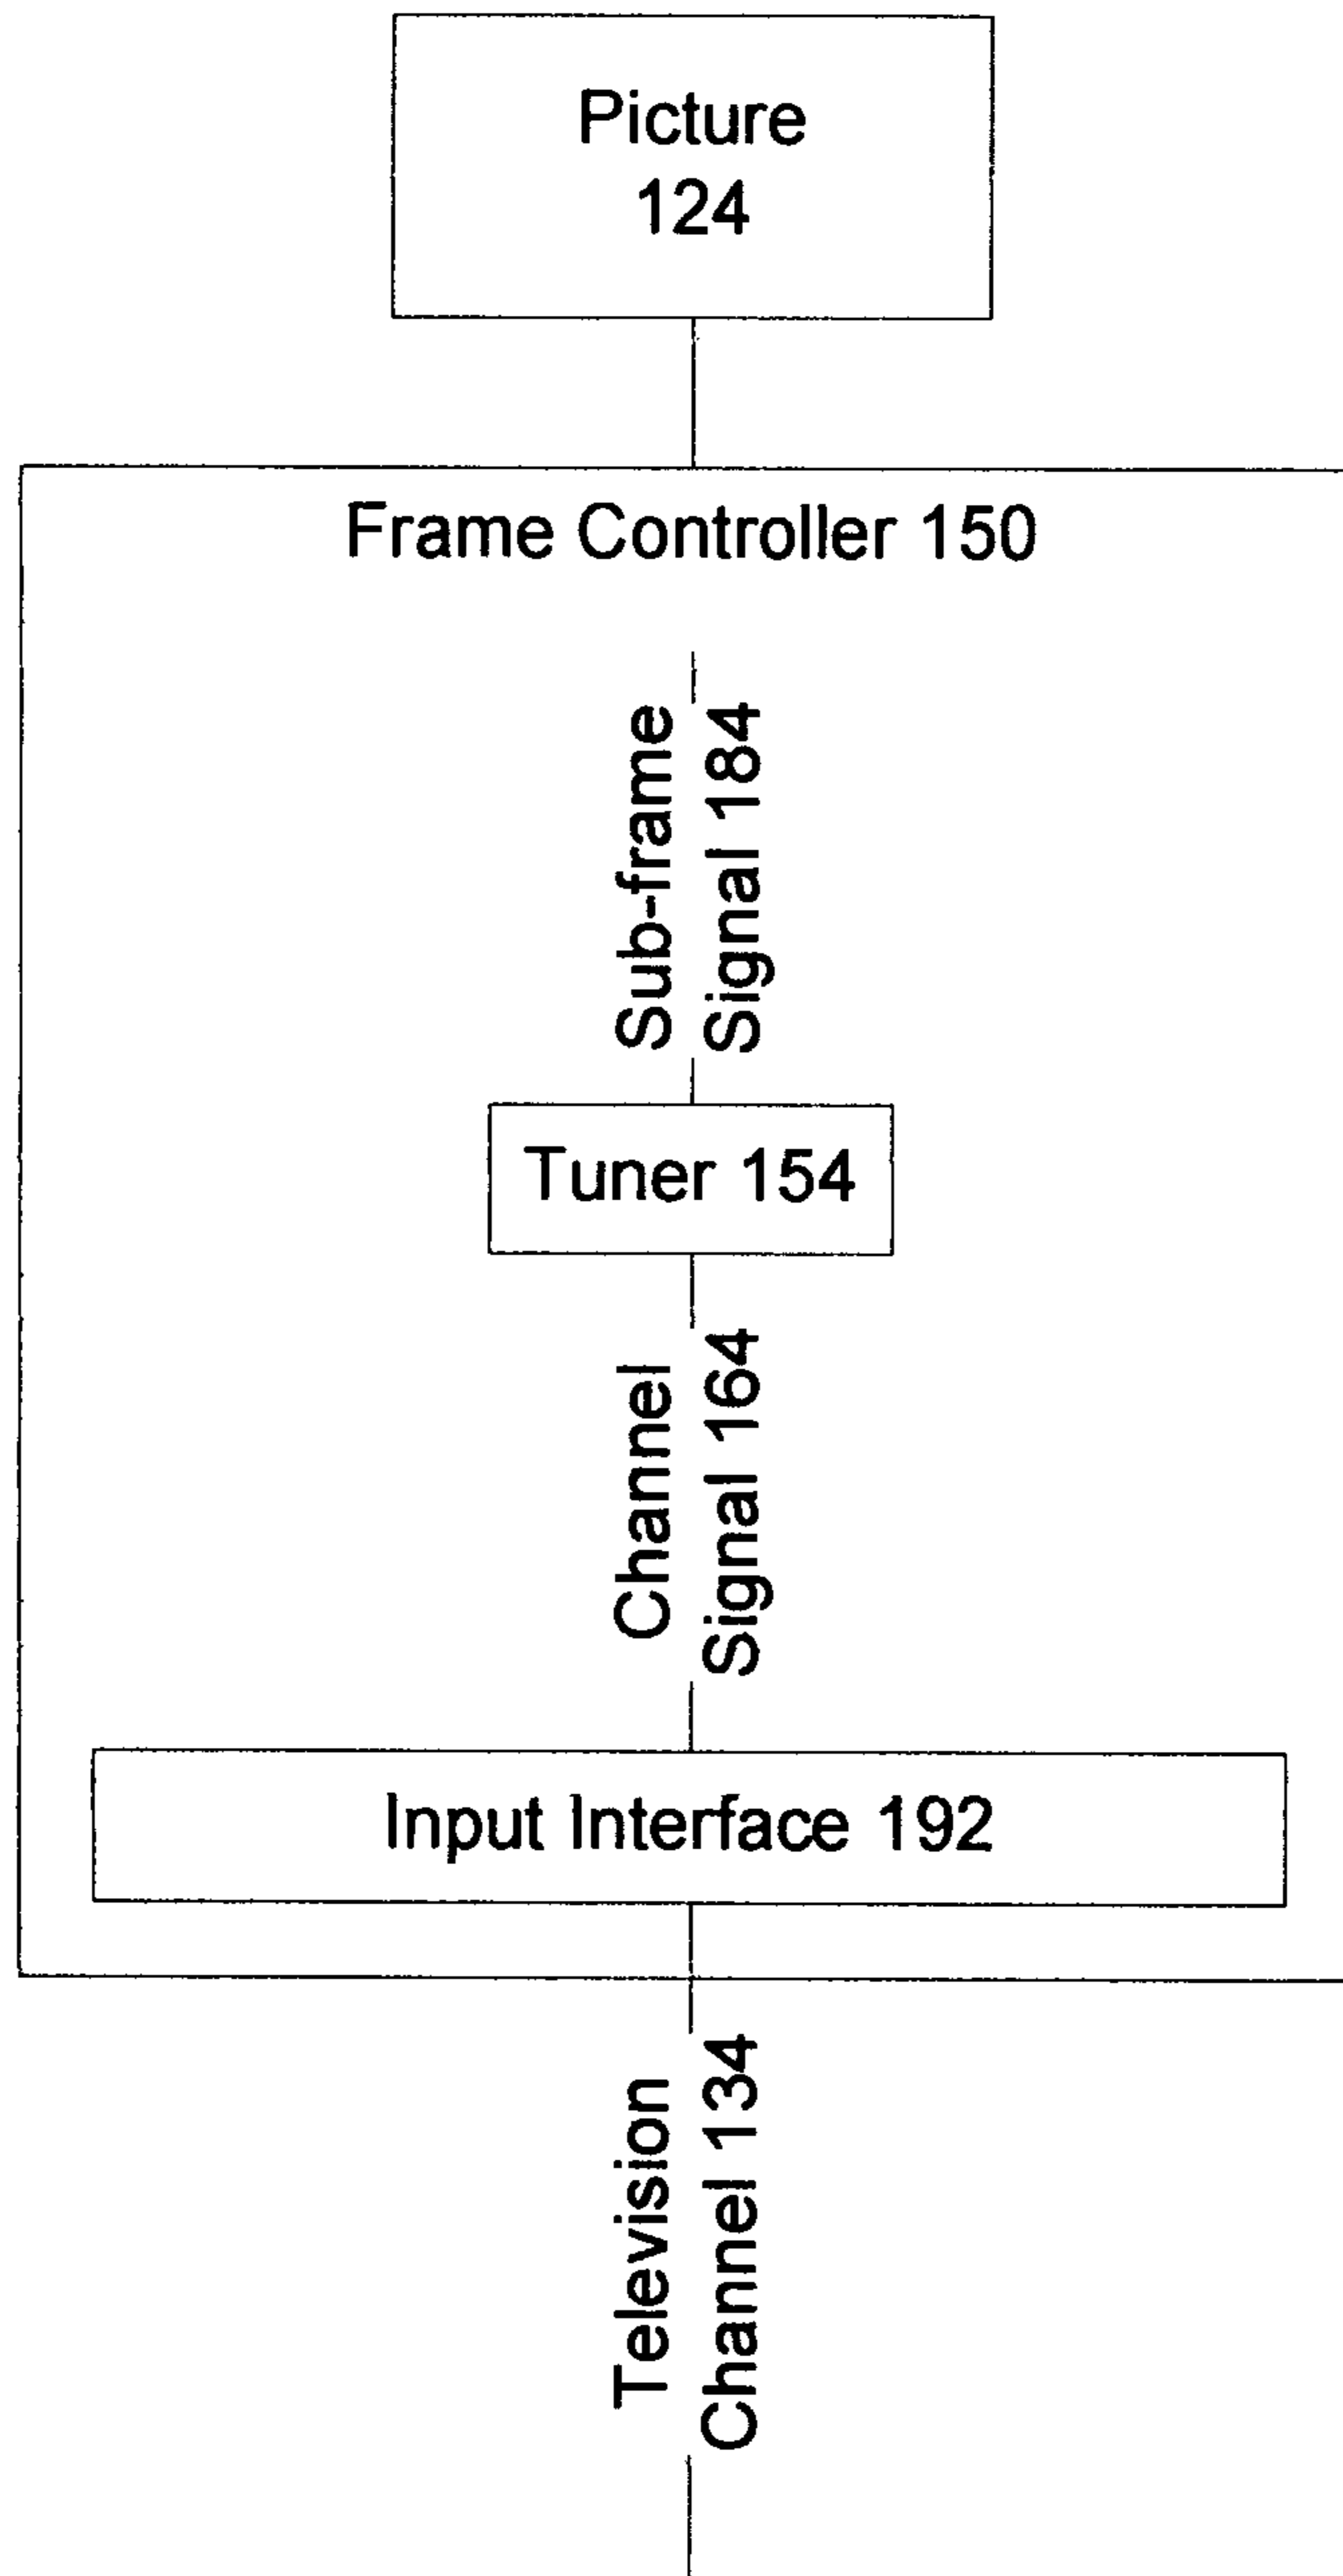 Picture
124
Frame Controller 150
Sub-frame
Signal 184
Tuner 154
Channel
Signal 164
Input Interface 192
Television
Channel 134